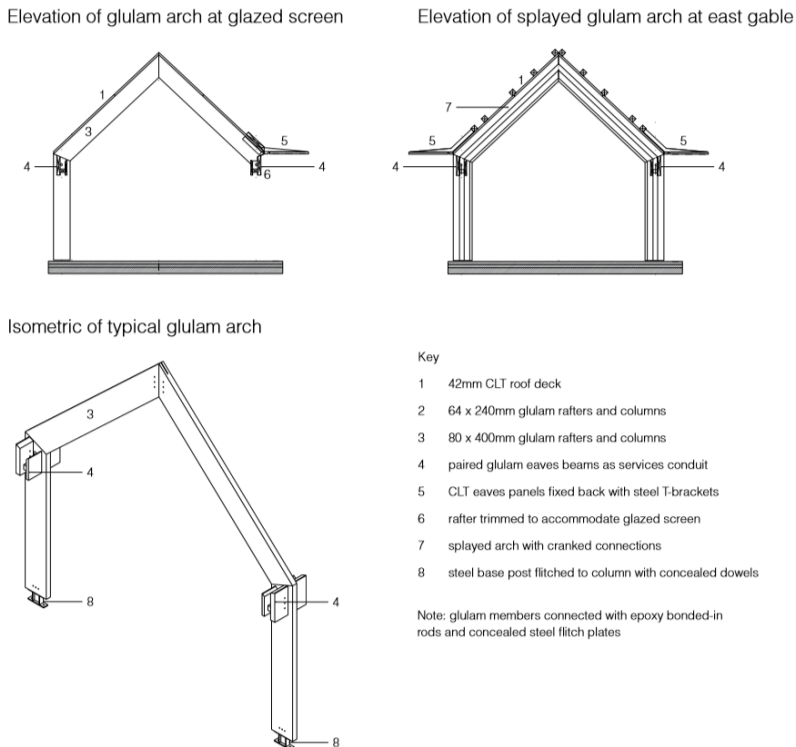 Elevation of glulam arch at glazed screen
Elevation of splayed glulam arch at east gable
1
3
4
5
4
6
1
7
5
5
4
4
Isometric of typical glulam arch
3
4
8
4
8
Key
1 42mm CLT roof deck
2 64 x 240mm glulam rafters and columns
3 80 x 400mm glulam rafters and columns
4 paired glulam eaves beams as services conduit
5 CLT eaves panels fixed back with steel T-brackets
6 rafter trimmed to accommodate glazed screen
7 splayed arch with cranked connections
8 steel base post flitched to column with concealed dowels
Note: glulam members connected with epoxy bonded-in
rods and concealed steel flitch plates